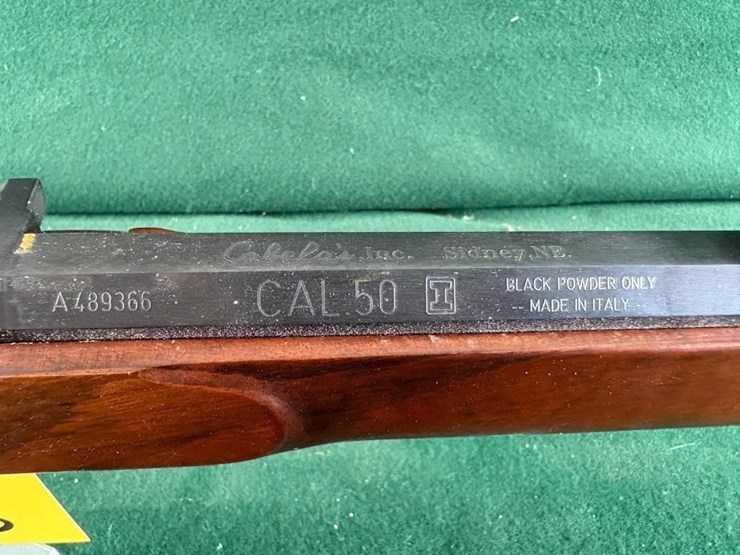 Cabela's, Inc. Sidney, NE.
A489366 CAL 50 I
BLACK POWDER ONLY
-- MADE IN ITALY --